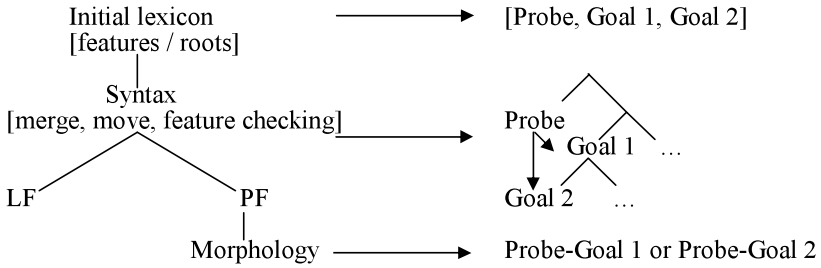 Initial lexicon
[features / roots]
[Probe, Goal 1, Goal 2]
Syntax
[merge, move, feature checking]
Probe
Goal 1
…
LF
PF
Goal 2
…
Morphology
Probe-Goal 1 or Probe-Goal 2